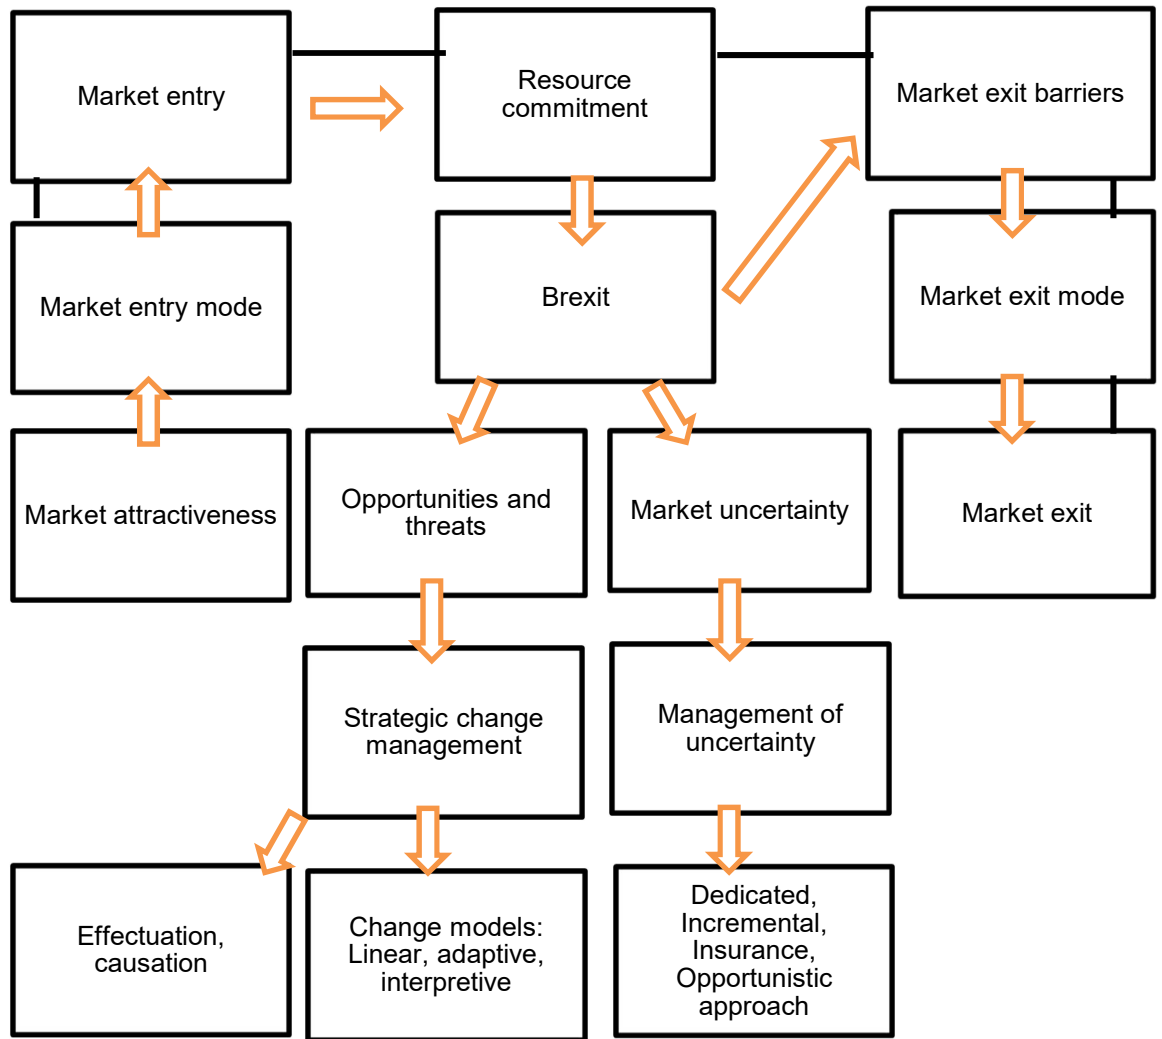 Market entry
Resource
commitment
Market exit barriers
Market entry mode
Brexit
Market exit mode
Market attractiveness
Opportunities and
threats
Market uncertainty
Market exit
Strategic change
management
Management of
uncertainty
Effectuation,
causation
Change models:
Linear, adaptive,
interpretive
Dedicated,
Incremental,
Insurance,
Opportunistic
approach